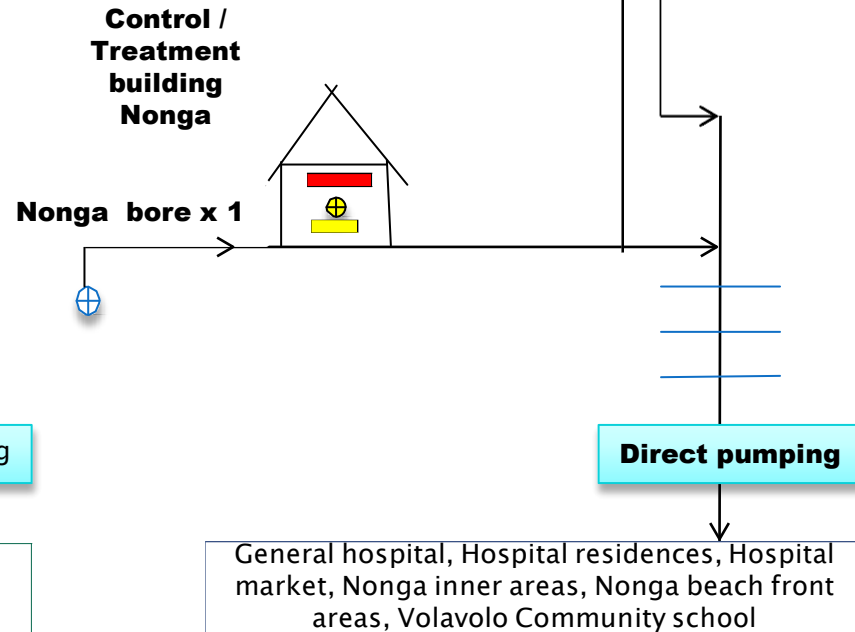 Control /
Treatment
building
Nonga
Nonga bore x 1
g
Direct pumping
General hospital, Hospital residences, Hospital
market, Nonga inner areas, Nonga beach front
areas, Volavolo Community school